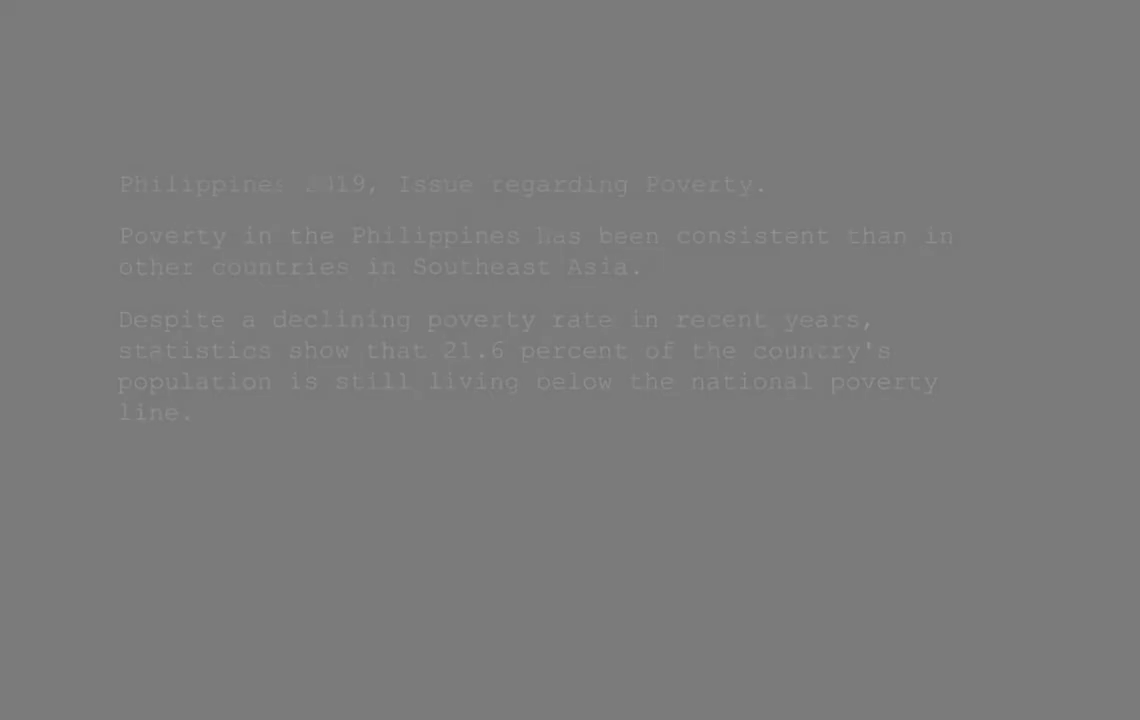 Philippines 2019, Issue regarding Poverty.
Poverty in the Philippines has been consistent than in
other countries in Southeast Asia.
Despite a declining poverty rate in recent years,
statistics show that 21.6 percent of the country's
population is still living below the national poverty
line.